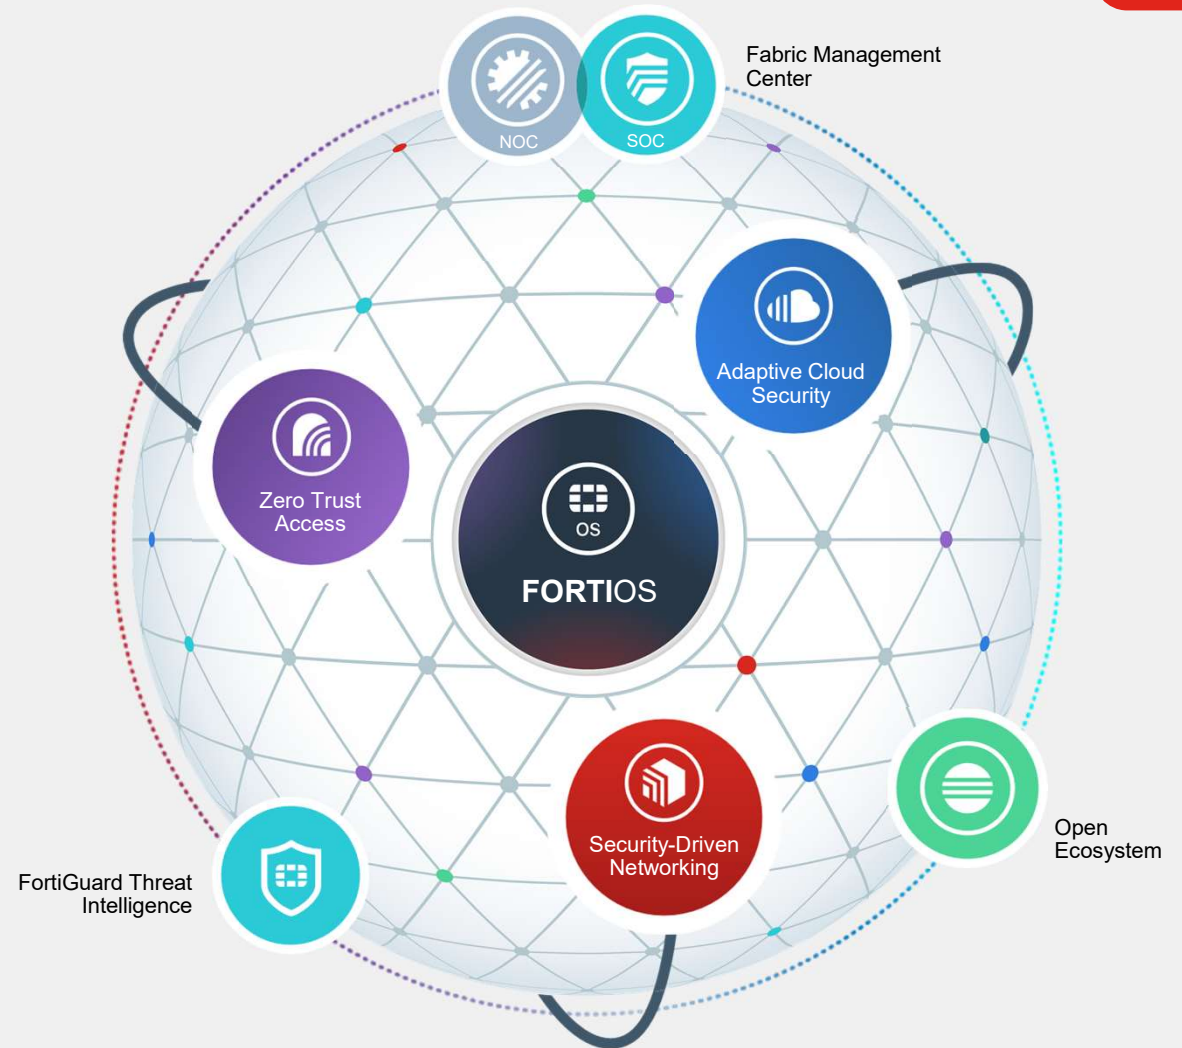 Fabric Management
Center
NOC
SOC
Adaptive Cloud
Security
Zero Trust
Access
OS
FORTIOS
Security-Driven
Networking
Open
Ecosystem
FortiGuard Threat
Intelligence